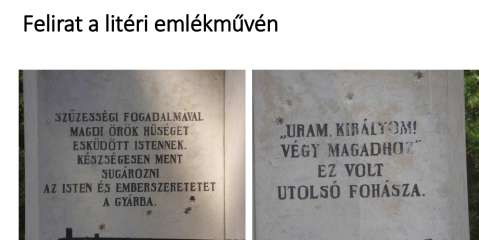 Felirat a litéri emlékművén
SZŰZESSÉGI FOGADALMÁVAL
MAGDI ÖRÖK HŰSÉGET
ESKÜDÖTT ISTENNEK.
KÉSZSÉGESEN MENT
SUGÁROZNI
AZ ISTEN ÉS EMBERSZERETETET
A GYÁRBA.
„URAM, KIRÁLYOM!
VÉGY MAGADHOZ"
EZ VOLT
UTOLSÓ FOHÁSZA.